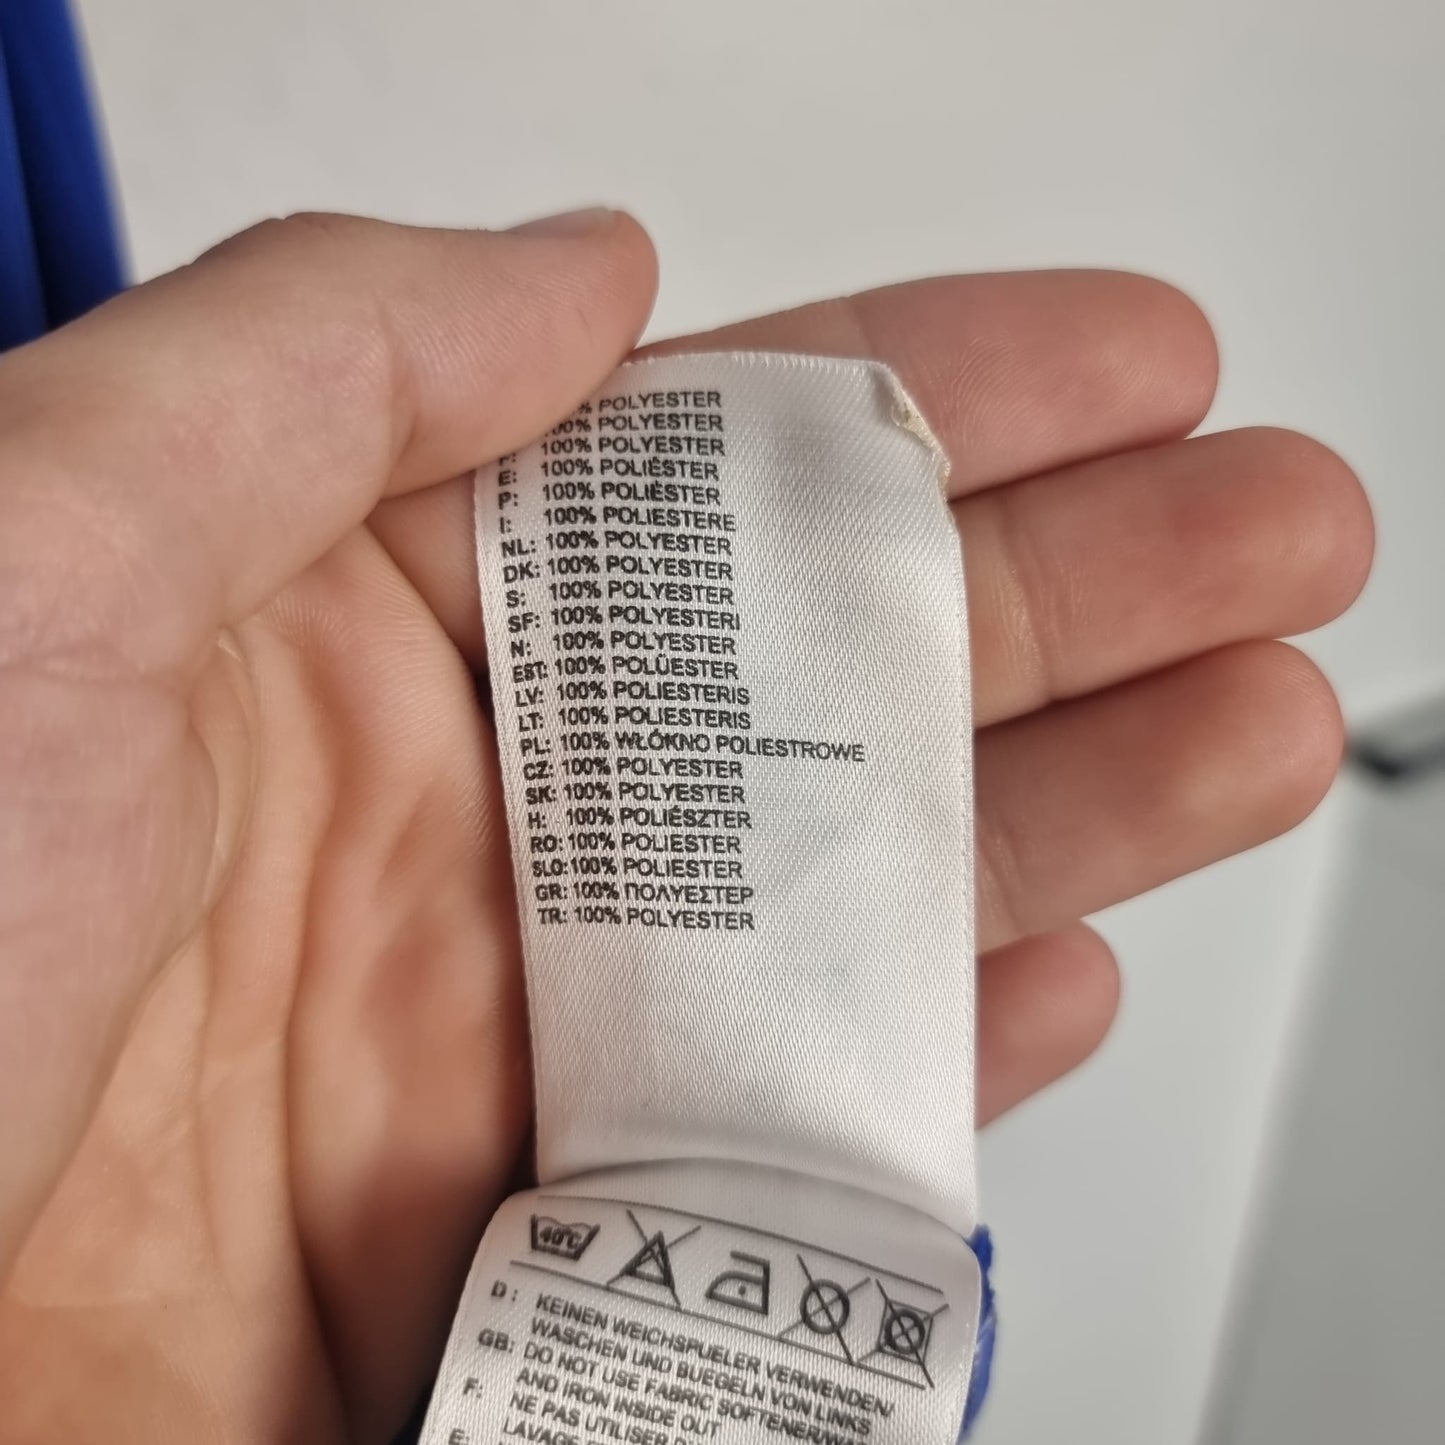 % POLYESTER
100% POLYESTER
F: 100% POLYESTER
E: 100% POLIÉSTER
P: 100% POLIÉSTER
I: 100% POLIESTERE
NL: 100% POLYESTER
DK: 100% POLYESTER
S: 100% POLYESTER
SF: 100% POLYESTERI
N: 100% POLYESTER
EST: 100% POLÜESTER
LV: 100% POLIESTERIS
LT: 100% POLIESTERIS
PL: 100% WŁÓKNO POLIESTROWE
CZ: 100% POLYESTER
SK: 100% POLYESTER
H: 100% POLIÉSZTER
RO: 100% POLIESTER
SLO: 100% POLIESTER
GR: 100% ΠΟΛΥΕΣΤΕΡ
TR: 100% POLYESTER
40°C
D: KEINEN WEICHSPUELER VERWENDEN/
WASCHEN UND BUEGELN VON LINKS
GB: DO NOT USE FABRIC SOFTENER/WA
AND IRON INSIDE OUT
F: NE PAS UTILISER
LAVAGE
E: